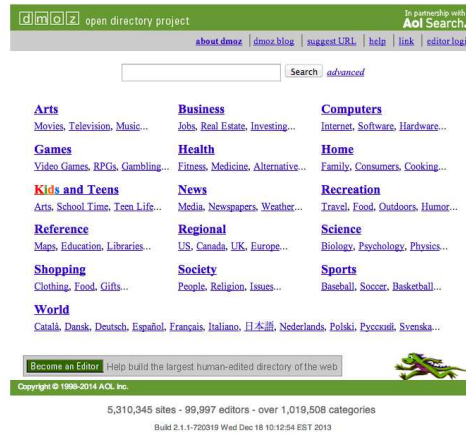 dmoz open directory project
In partnership with
Aol Search.
about dmoz | dmoz blog | suggest URL | help | link | editor logi
Search advanced
Arts Business Computers
Movies, Television, Music... Jobs, Real Estate, Investing... Internet, Software, Hardware...
Games Health Home
Video Games, RPGs, Gambling... Fitness, Medicine, Alternative... Family, Consumers, Cooking...
Kids and Teens News Recreation
Arts, School Time, Teen Life... Media, Newspapers, Weather... Travel, Food, Outdoors, Humor...
Reference Regional Science
Maps, Education, Libraries... US, Canada, UK, Europe... Biology, Psychology, Physics...
Shopping Society Sports
Clothing, Food, Gifts... People, Religion, Issues... Baseball, Soccer, Basketball...
World
Català, Dansk, Deutsch, Español, Français, Italiano, 日本語, Nederlands, Polski, Русский, Svenska...
Become an Editor Help build the largest human-edited directory of the web
Copyright © 1998-2014 AOL Inc.
5,310,345 sites - 99,997 editors - over 1,019,508 categories
Build 2.1.1-720319 Wed Dec 18 10:12:54 EST 2013